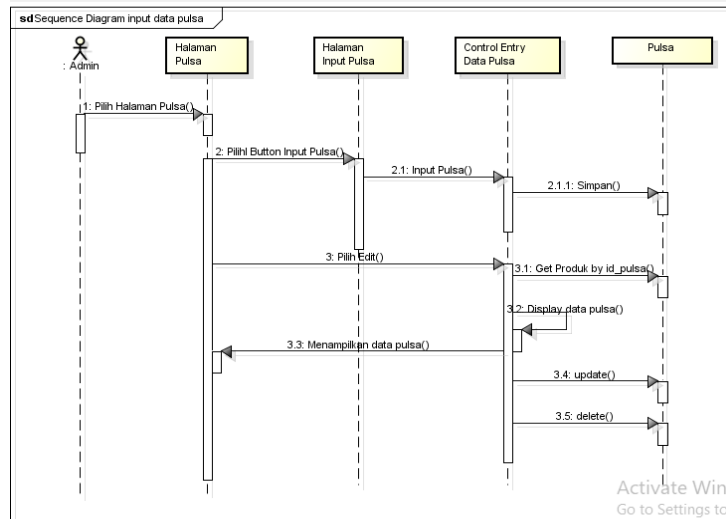 sd Sequence Diagram input data pulsa
: Admin
Halaman
Pulsa
Halaman
Input Pulsa
Control Entry
Data Pulsa
Pulsa
1: Pilih Halaman Pulsa()
2: Pilihl Button Input Pulsa()
2.1: Input Pulsa()
2.1.1: Simpan()
3: Pilih Edit()
3.1: Get Produk by id_pulsa()
3.2: Display data pulsa()
3.3: Menampilkan data pulsa()
3.4: update()
3.5: delete()
Activate Win
Go to Settings to